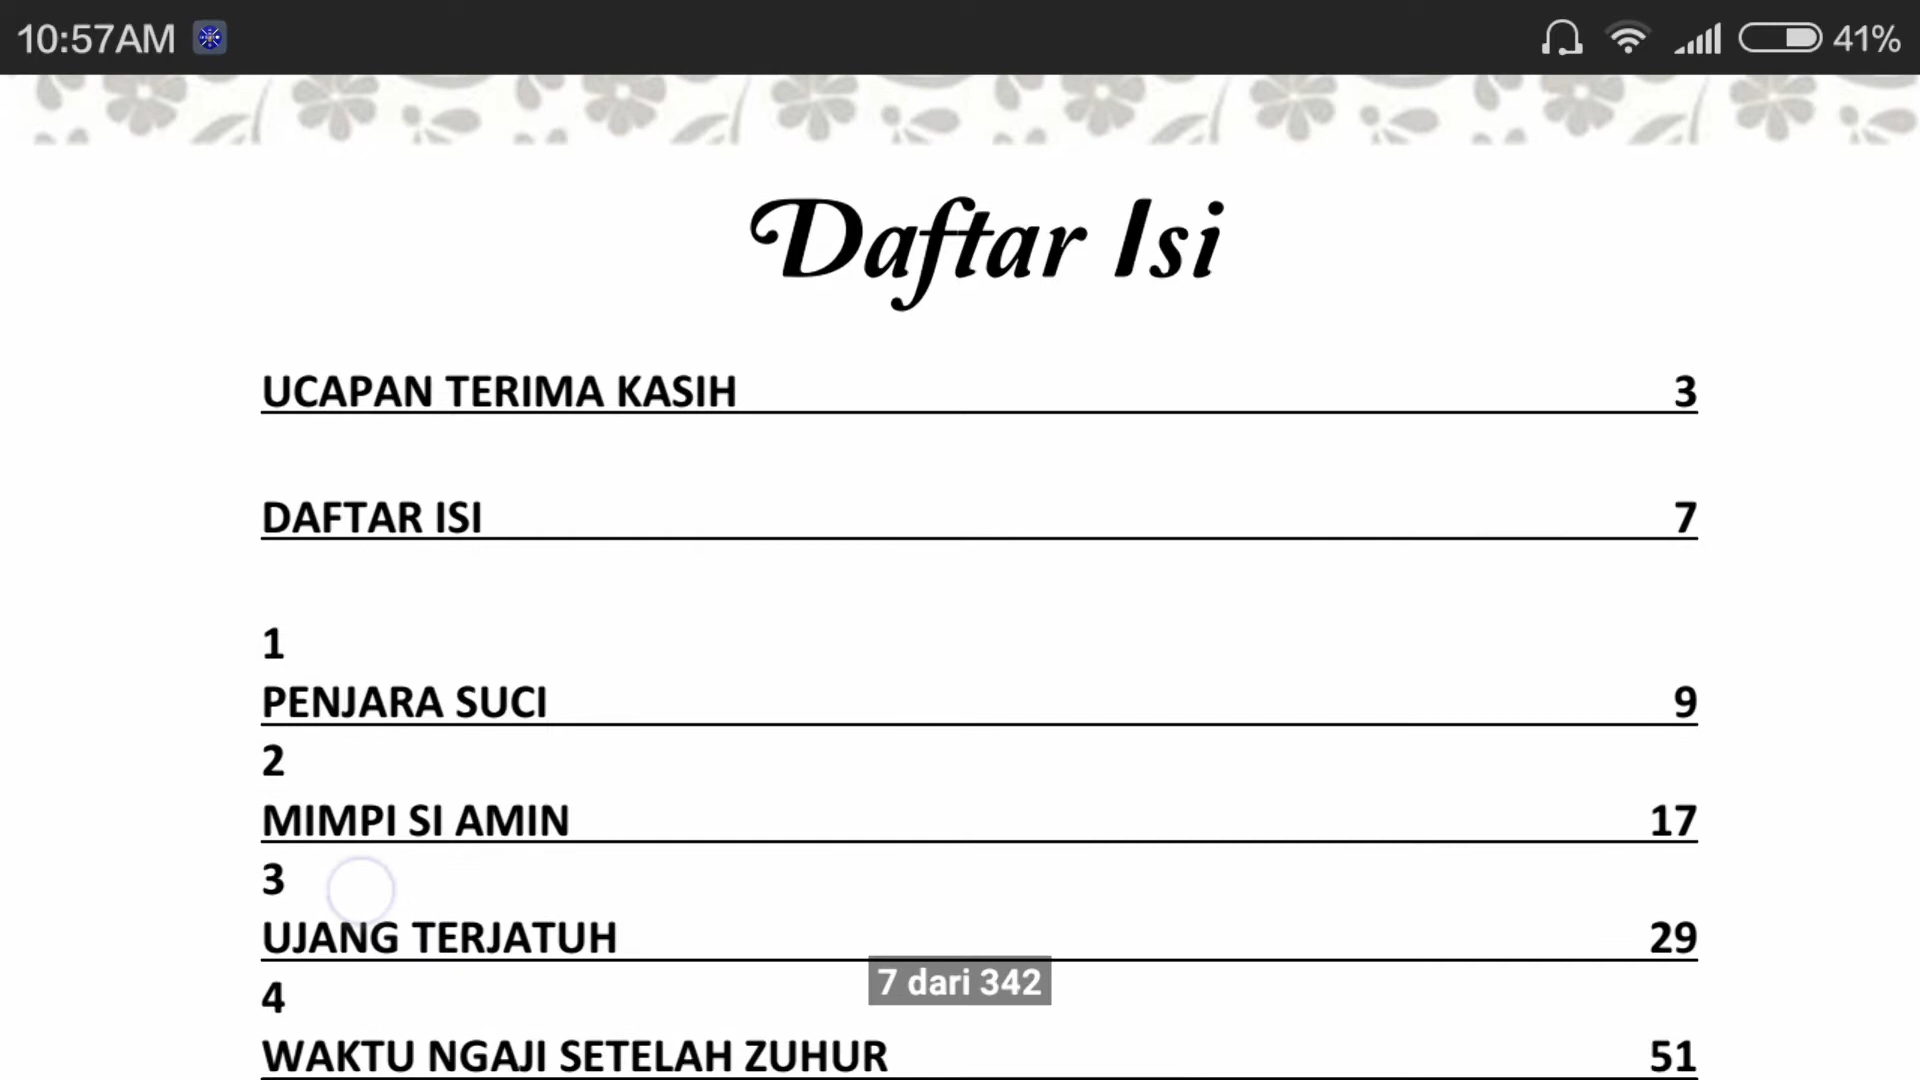 10:57AM 41%
Daftar Isi
UCAPAN TERIMA KASIH 3
DAFTAR ISI 7
1
PENJARA SUCI 9
2
MIMPI SI AMIN 17
3
UJANG TERJATUH 29
7 dari 342
4
WAKTU NGAJI SETELAH ZUHUR 51